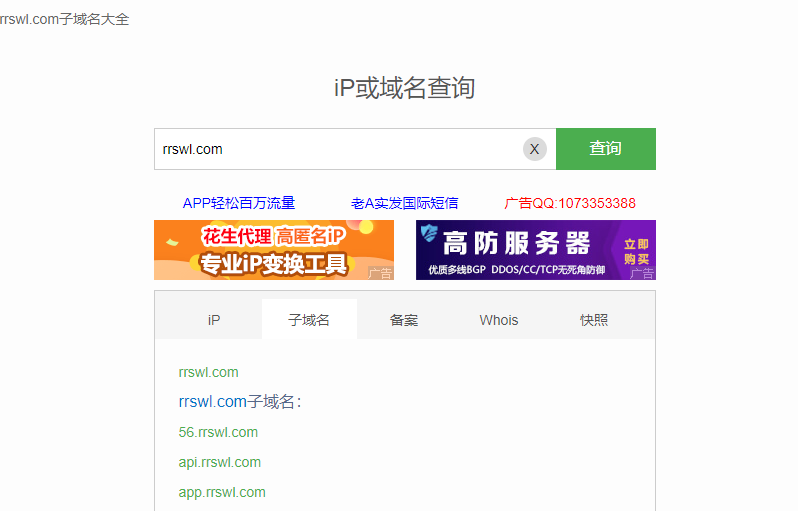 rrswl.com子域名大全
iP或域名查询
rrswl.com X 查询
APP轻松百万流量 老A实发国际短信 广告QQ:1073353388
花生代理 高匿名iP
专业iP变换工具
广告
高防服务器
优质多线BGP DDOS/CC/TCP无死角防御
立即
购买
广告
iP 子域名 备案 Whois 快照
rrswl.com
rrswl.com子域名：
56.rrswl.com
api.rrswl.com
app.rrswl.com